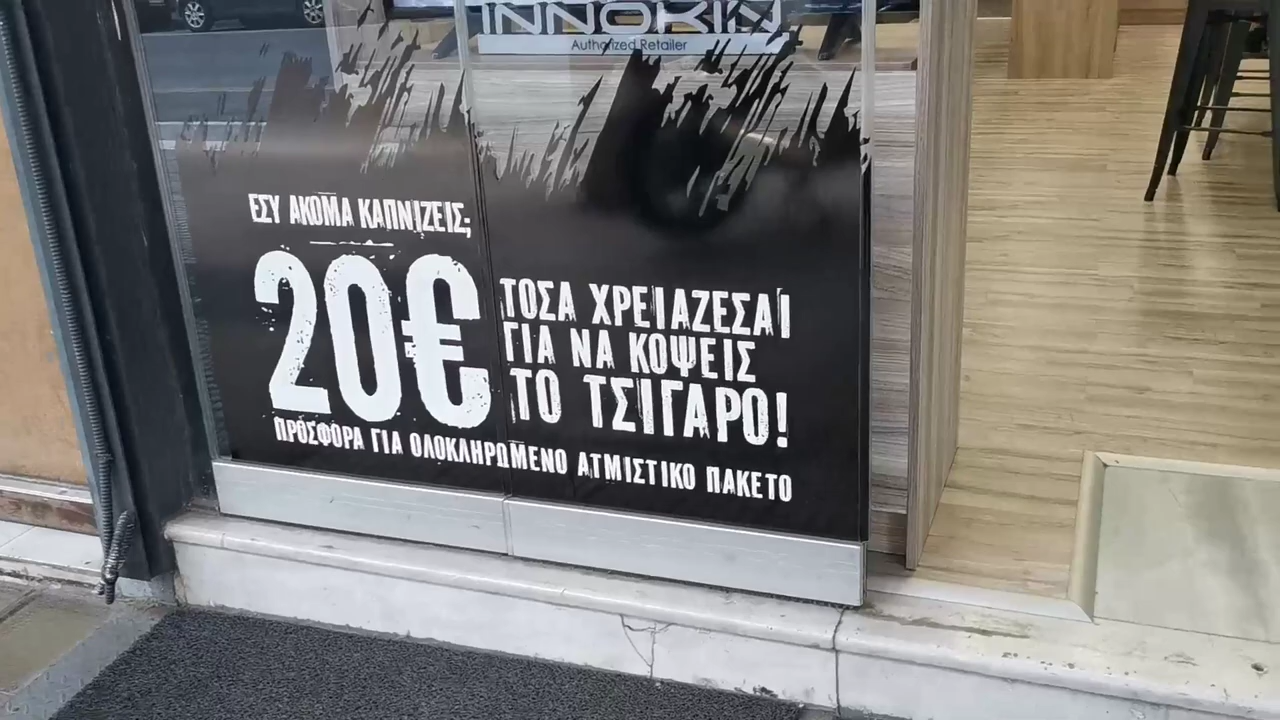 INNOKIN
Authorized Retailer
ΕΣΥ ΑΚΟΜΑ ΚΑΠΝΙΖΕΙΣ;
20€
ΤΟΣΑ ΧΡΕΙΑΖΕΣΑΙ
ΓΙΑ ΝΑ ΚΟΨΕΙΣ
ΤΟ ΤΣΙΓΑΡΟ!
ΠΡΟΣΦΟΡΑ ΓΙΑ ΟΛΟΚΛΗΡΩΜΕΝΟ ΑΤΜΙΣΤΙΚΟ ΠΑΚΕΤΟ